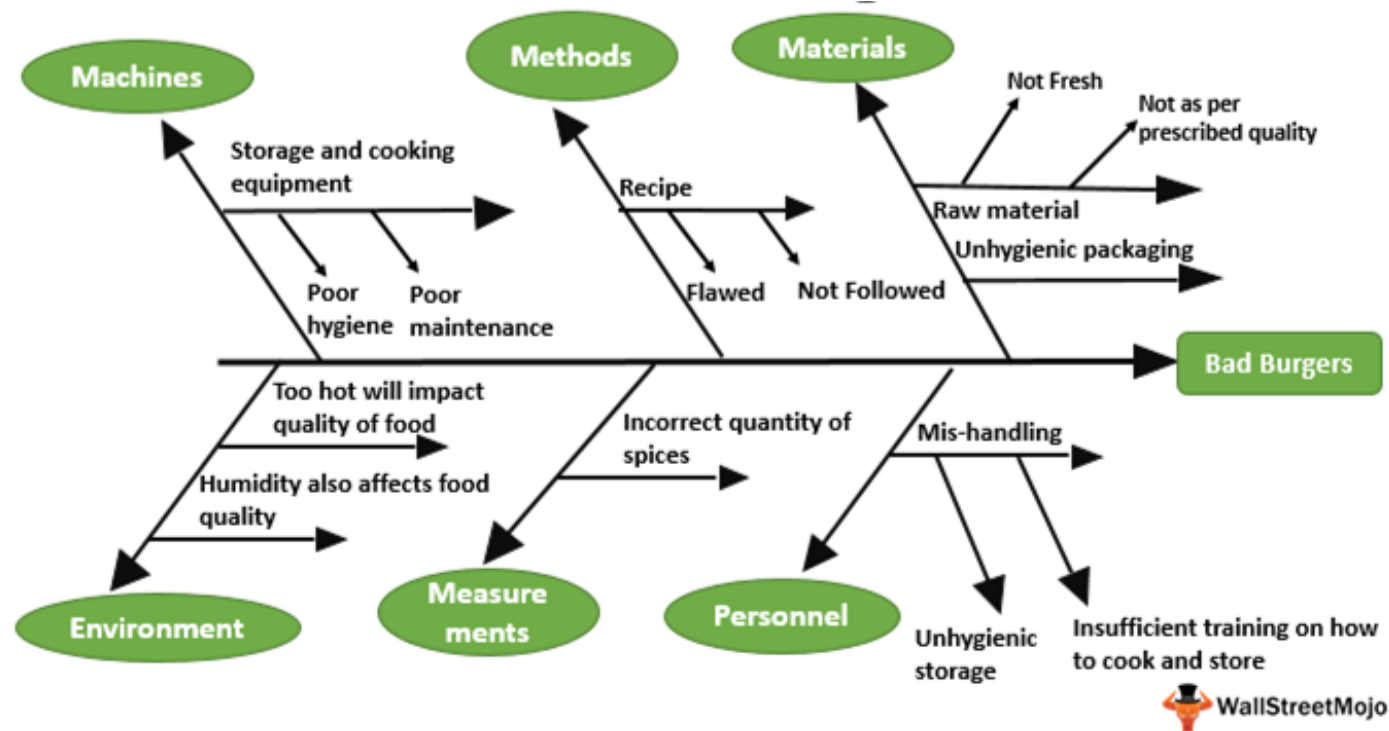 Machines
Methods
Materials
Storage and cooking
equipment
Poor
hygiene
Poor
maintenance
Recipe
Flawed
Not Followed
Not Fresh
Not as per
prescribed quality
Raw material
Unhygienic packaging
Bad Burgers
Too hot will impact
quality of food
Humidity also affects food
quality
Environment
Incorrect quantity of
spices
Measure
ments
Mis-handling
Personnel
Unhygienic
storage
Insufficient training on how
to cook and store
WallStreetMojo